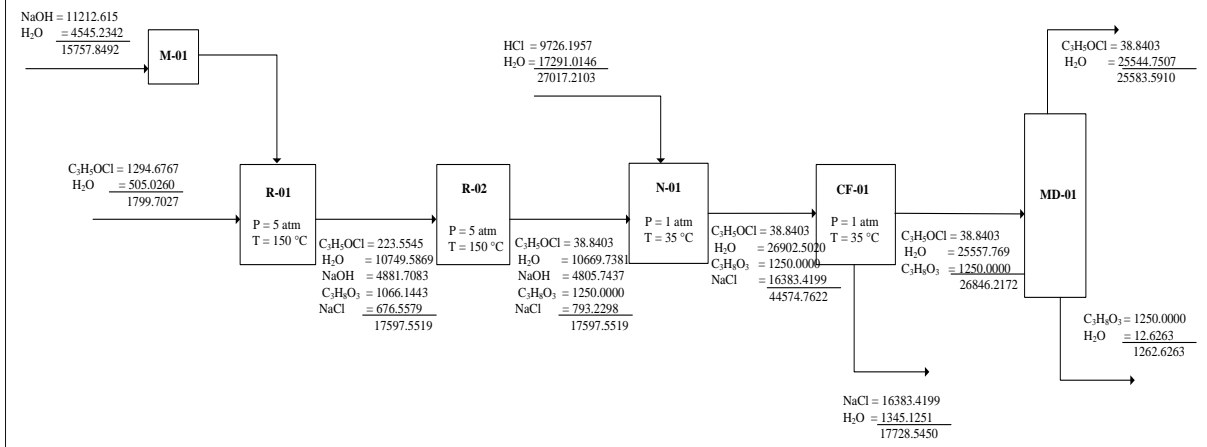 NaOH = 11212.615
H₂O = 4545.2342
15757.8492
M-01
HCl = 9726.1957
H₂O = 17291.0146
27017.2103
C₃H₅OCl = 38.8403
H₂O = 25544.7507
25583.5910
C₃H₅OCl = 1294.6767
H₂O = 505.0260
1799.7027
R-01
P = 5 atm
T = 150 °C
R-02
P = 5 atm
T = 150 °C
N-01
P = 1 atm
T = 35 °C
CF-01
P = 1 atm
T = 35 °C
MD-01
C₃H₅OCl = 223.5545
H₂O = 10749.5869
NaOH = 4881.7083
C₃H₈O₃ = 1066.1443
NaCl = 676.5579
17597.5519
C₃H₅OCl = 38.8403
H₂O = 10669.7381
NaOH = 4805.7437
C₃H₈O₃ = 1250.0000
NaCl = 793.2298
17597.5519
C₃H₅OCl = 38.8403
H₂O = 26902.5020
C₃H₈O₃ = 1250.0000
NaCl = 16383.4199
44574.7622
C₃H₅OCl = 38.8403
H₂O = 25557.769
C₃H₈O₃ = 1250.0000
26846.2172
C₃H₈O₃ = 1250.0000
H₂O = 12.6263
1262.6263
NaCl = 16383.4199
H₂O = 1345.1251
17728.5450